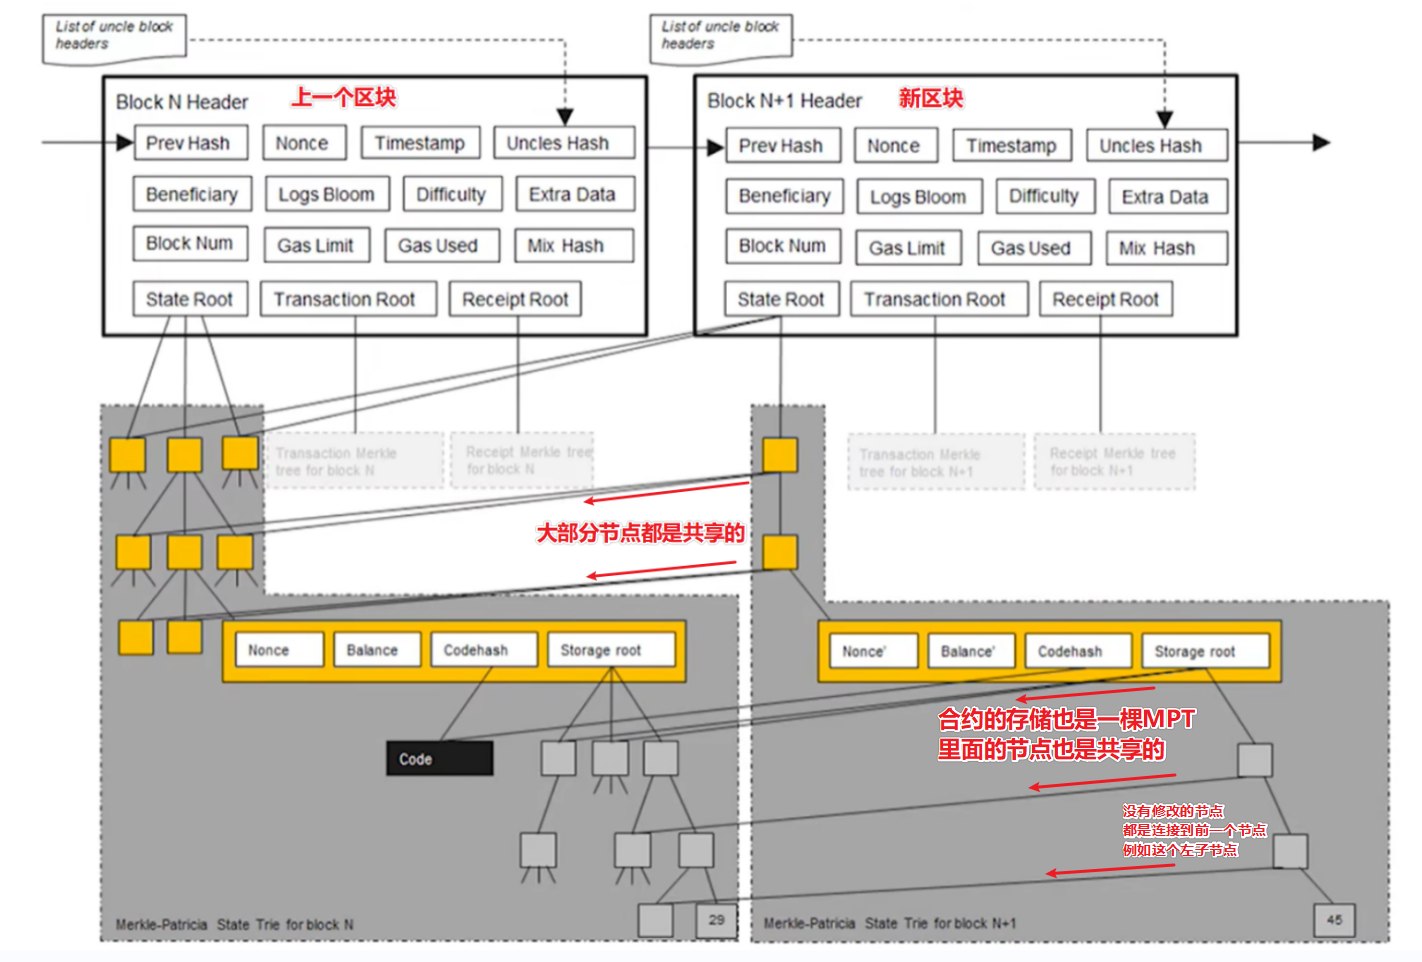 List of uncle block
headers
List of uncle block
headers
Block N Header
上一个区块
Prev Hash
Nonce
Timestamp
Uncles Hash
Beneficiary
Logs Bloom
Difficulty
Extra Data
Block Num
Gas Limit
Gas Used
Mix Hash
State Root
Transaction Root
Receipt Root
Block N+1 Header
新区块
Prev Hash
Nonce
Timestamp
Uncles Hash
Beneficiary
Logs Bloom
Difficulty
Extra Data
Block Num
Gas Limit
Gas Used
Mix Hash
State Root
Transaction Root
Receipt Root
Transaction Merkle
tree for block N
Receipt Merkle tree
for block N
Transaction Merkle
tree for block N+1
Receipt Merkle tree
for block N+1
大部分节点都是共享的
Nonce
Balance
Codehash
Storage root
Nonce'
Balance'
Codehash
Storage root
Code
合约的存储也是一棵MPT
里面的节点也是共享的
没有修改的节点
都是连接到前一个节点
例如这个左子节点
29
45
Merkle-Patricia State Trie for block N
Merkle-Patricia State Trie for block N+1